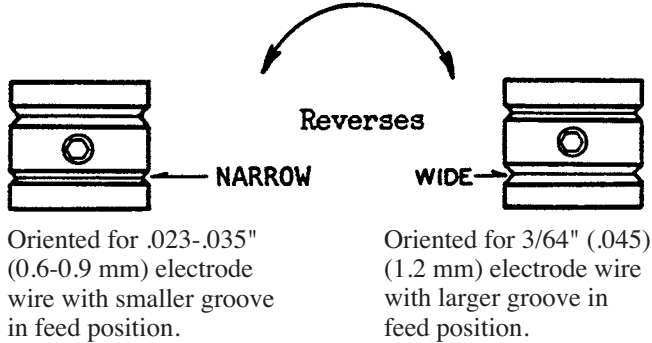 Reverses
NARROW
WIDE
Oriented for .023-.035"
(0.6-0.9 mm) electrode
wire with smaller groove
in feed position.
Oriented for 3/64" (.045)
(1.2 mm) electrode wire
with larger groove in
feed position.